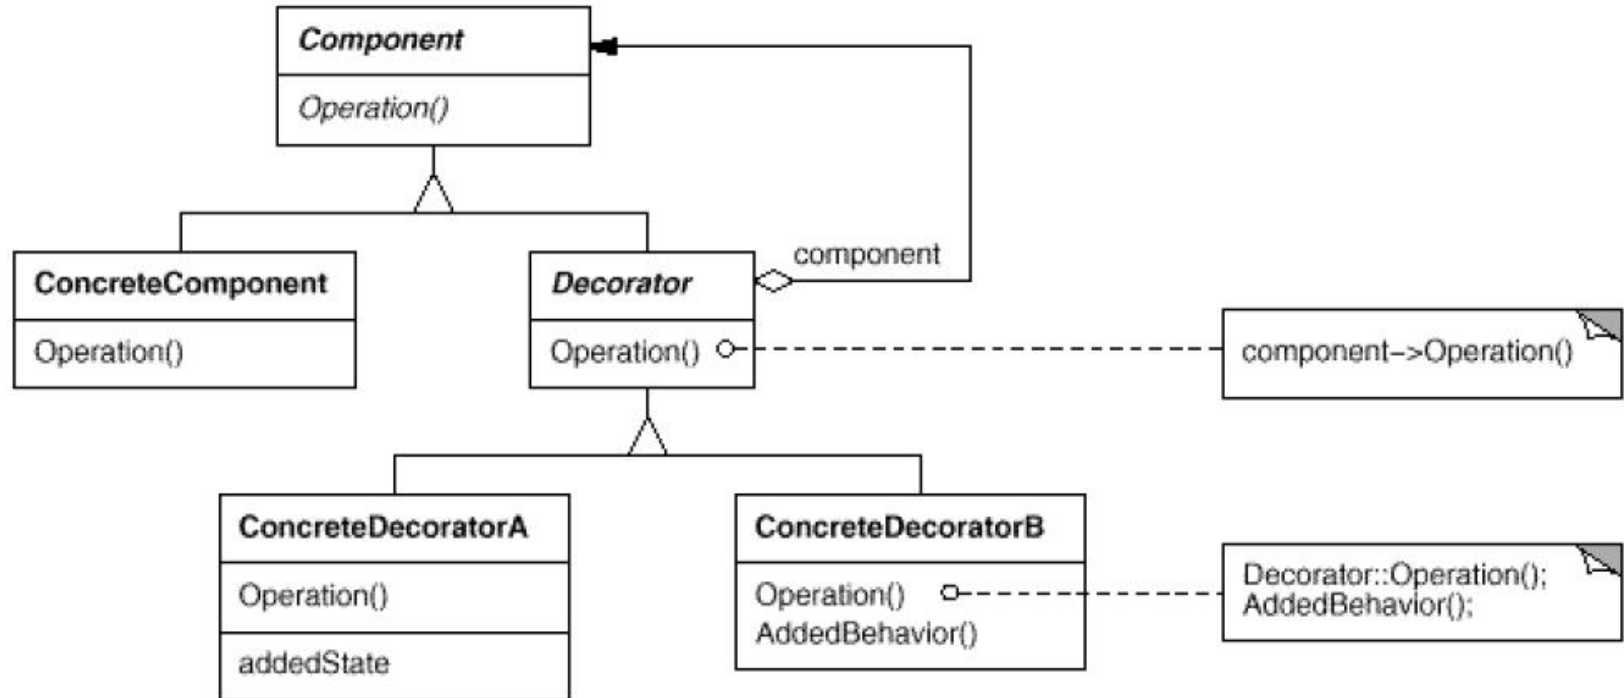 Component
Operation()
component
ConcreteComponent
Operation()
Decorator
Operation()
component–>Operation()
ConcreteDecoratorA
Operation()
addedState
ConcreteDecoratorB
Operation()
AddedBehavior()
Decorator::Operation();
AddedBehavior();